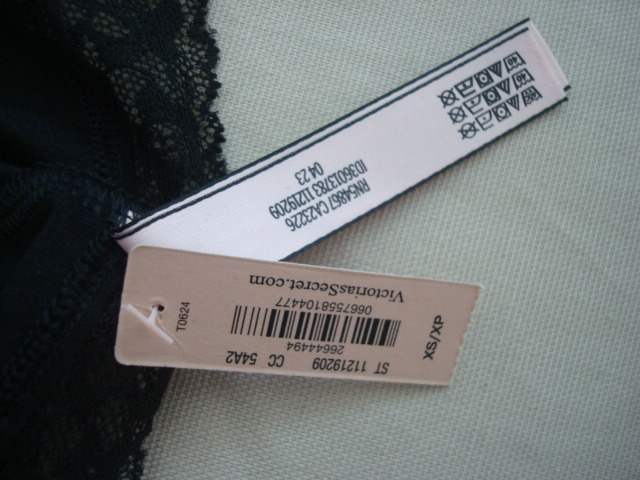 RN54867 CA23226
ID36013783 11219209
04 23
ST 11219209 CC 54A2
26644494
0667558104477
VictoriasSecret.com
XS/XP
T0624